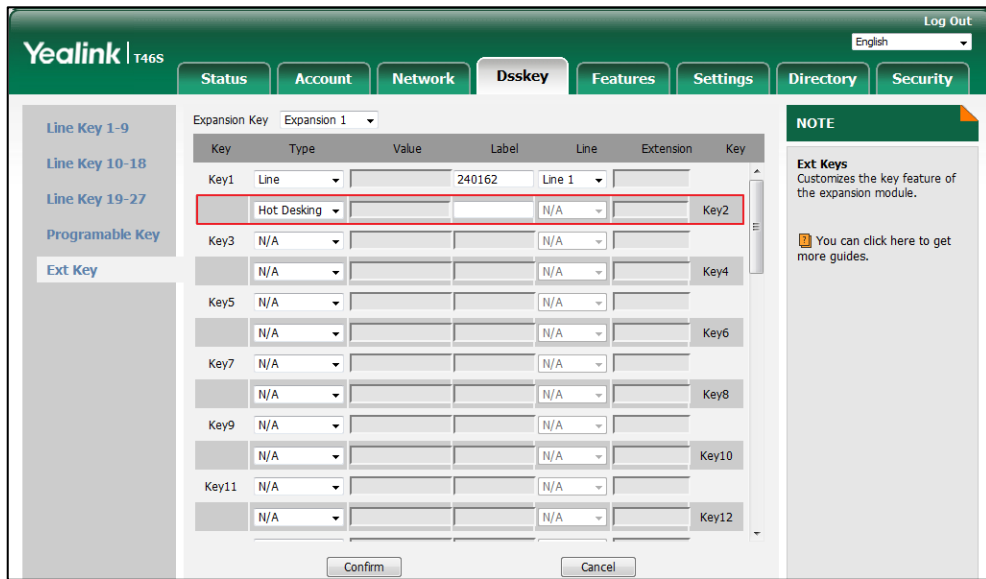 Log Out
Yealink | T46S
English
Status Account Network Dsskey Features Settings Directory Security
Line Key 1-9
Line Key 10-18
Line Key 19-27
Programable Key
Ext Key
Expansion Key Expansion 1
Key Type Value Label Line Extension Key
Key1 Line 240162 Line 1
Hot Desking N/A Key2
Key3 N/A N/A
N/A N/A Key4
Key5 N/A N/A
N/A N/A Key6
Key7 N/A N/A
N/A N/A Key8
Key9 N/A N/A
N/A N/A Key10
Key11 N/A N/A
N/A N/A Key12
Confirm Cancel
NOTE
Ext Keys
Customizes the key feature of
the expansion module.
You can click here to get
more guides.